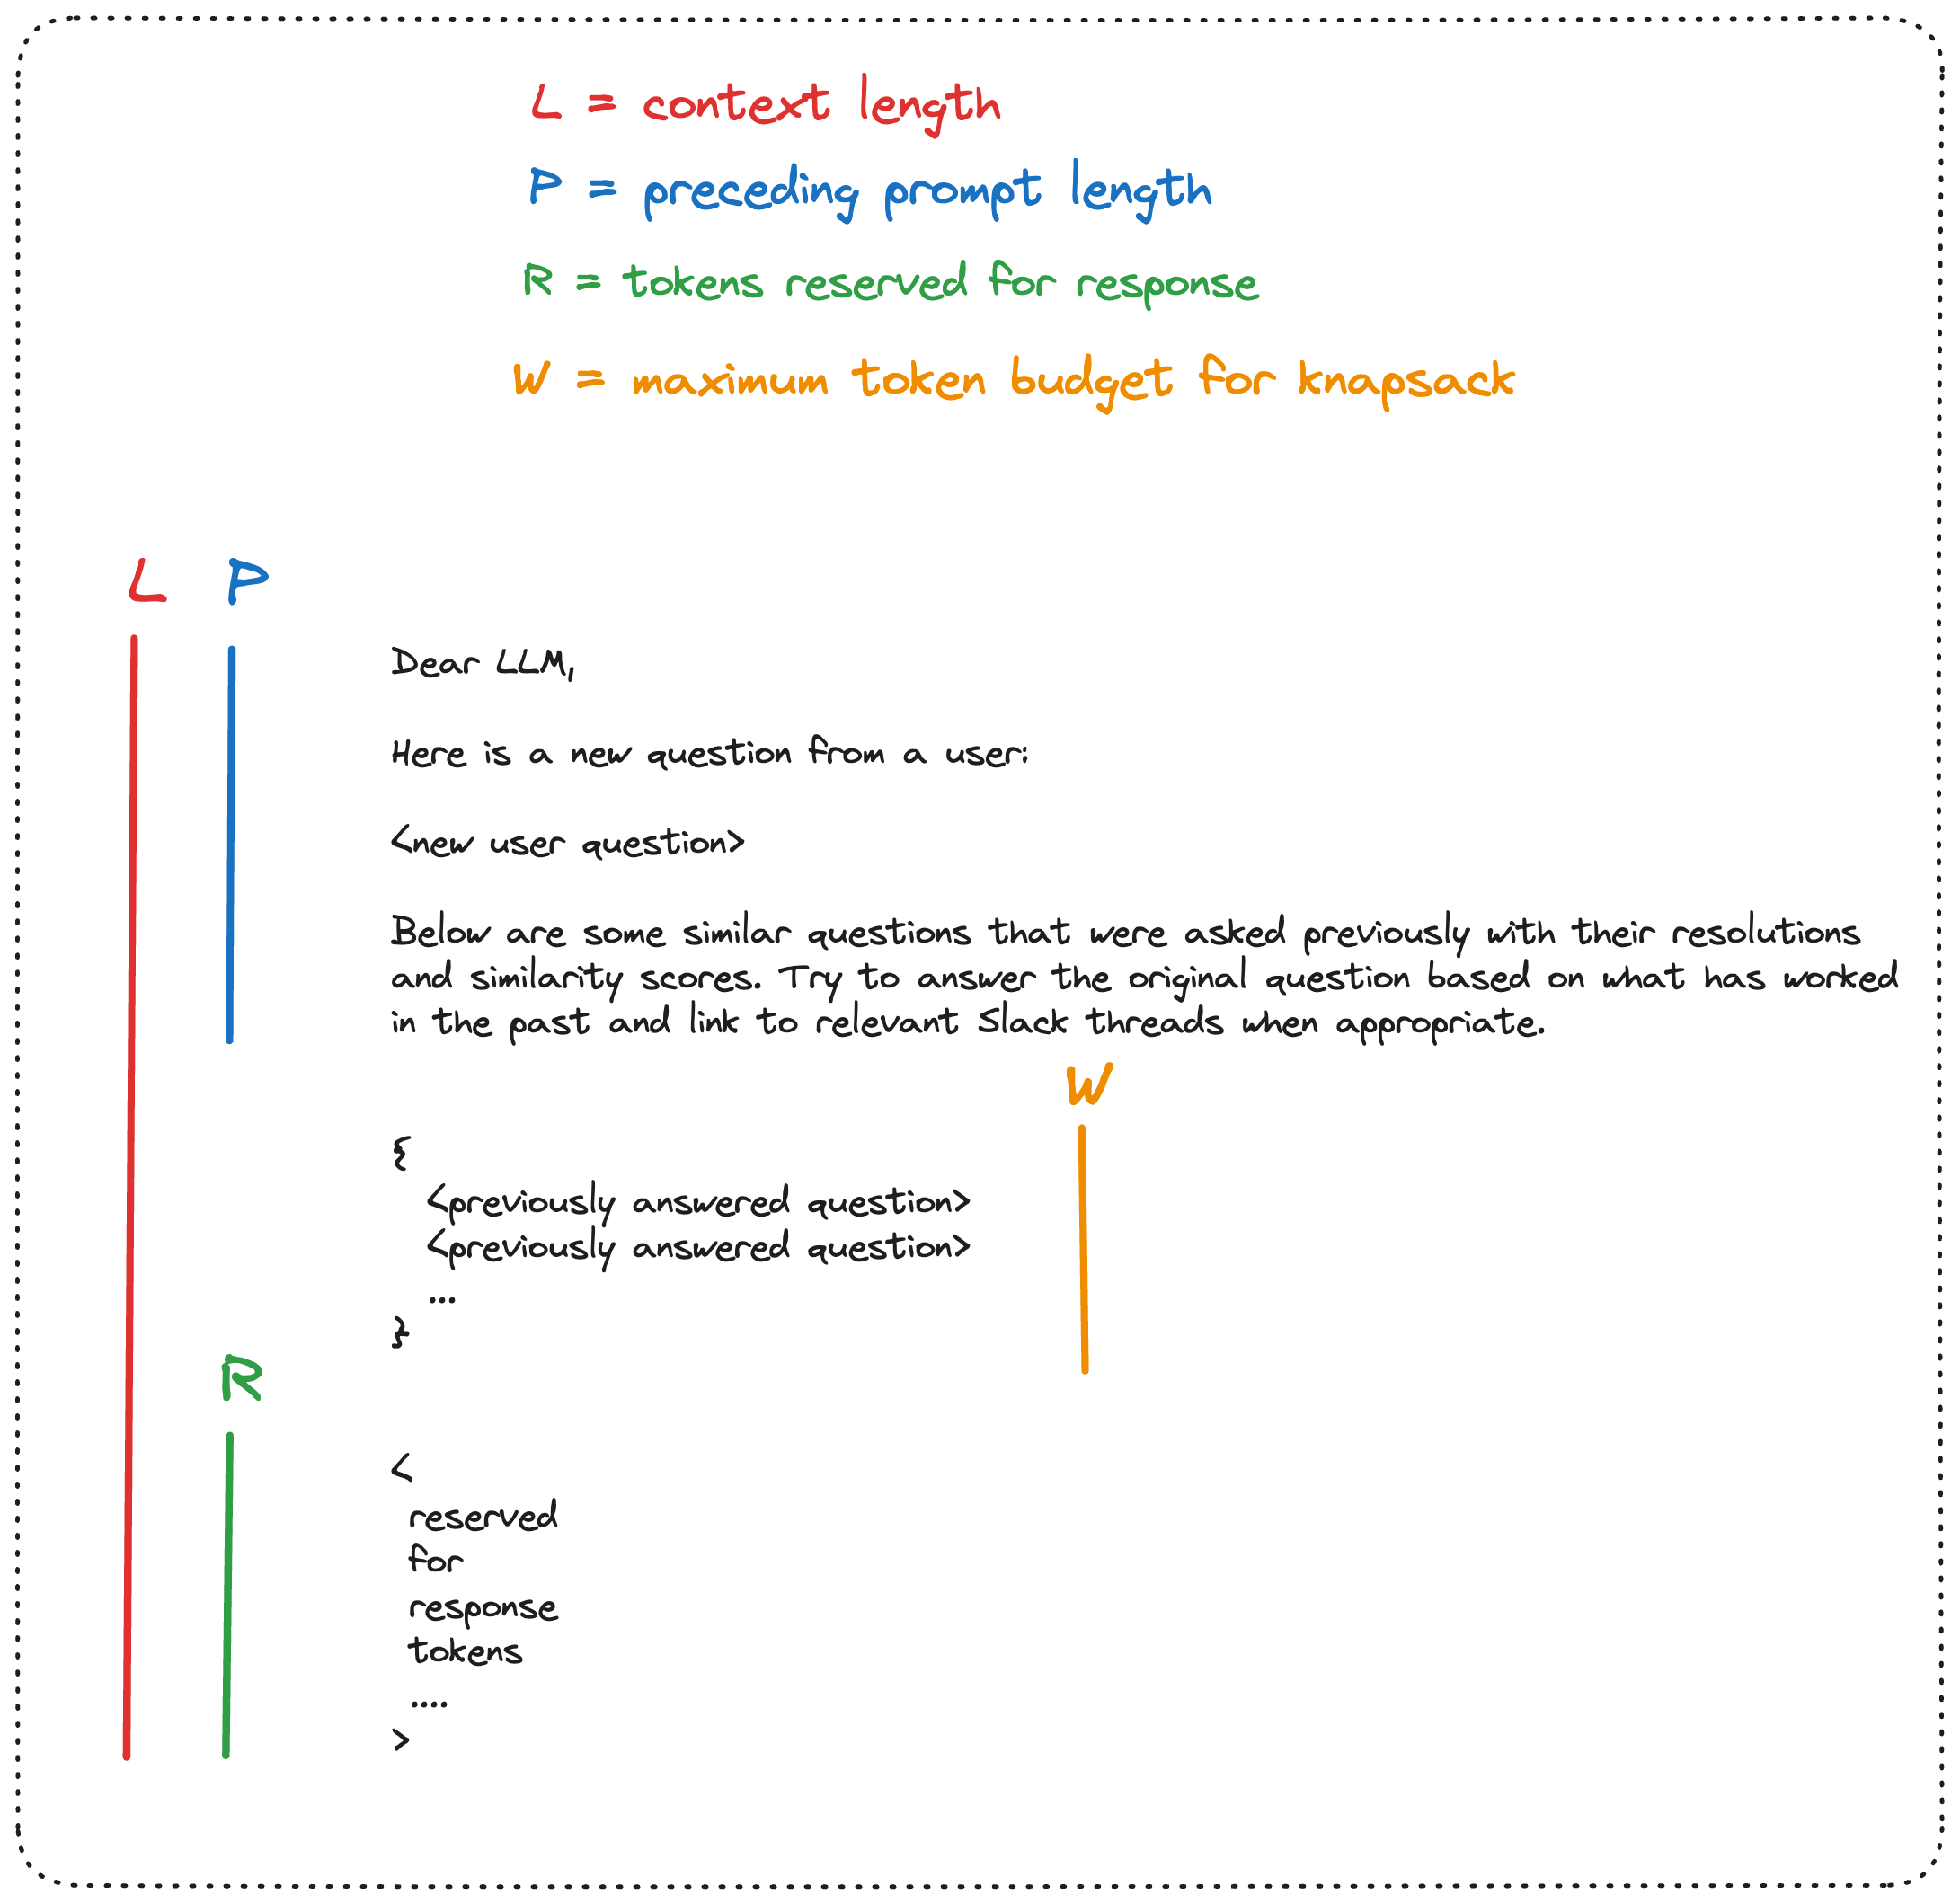 L = context length
P = preceding prompt length
R = tokens reserved for response
W = maximum token budget for knapsack
L P
Dear LLM,
Here is a new question from a user:
<new user question>
Below are some similar questions that were asked previously with their resolutions
and similarity scores. Try to answer the original question based on what has worked
in the past and link to relevant Slack threads when appropriate.
W
{
<previously answered question>
<previously answered question>
...
}
R
<
reserved
for
response
tokens
....
>